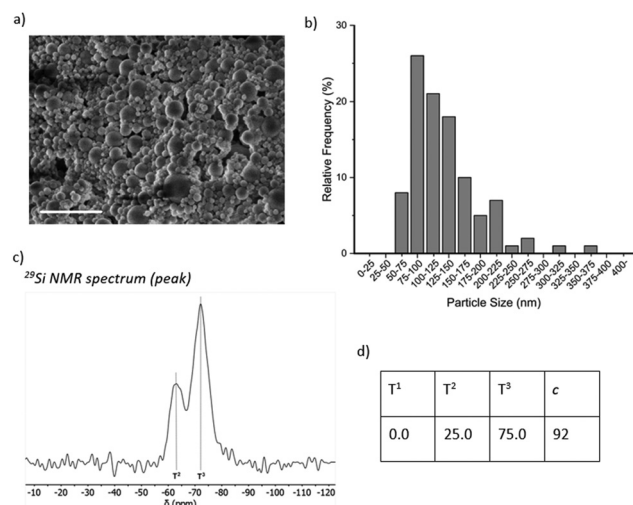 a)
b)
Relative Frequency (%)
30
20
10
0
0-25
25-50
50-75
75-100
100-125
125-150
150-175
175-200
200-225
225-250
250-275
275-300
300-325
325-350
350-375
375-400
400-
Particle Size (nm)
c)
²⁹Si NMR spectrum (peak)
T²
T³
-10 -20 -30 -40 -50 -60 -70 -80 -90 -100 -110 -120
δ (ppm)
d)
T¹ T² T³ c
0.0 25.0 75.0 92